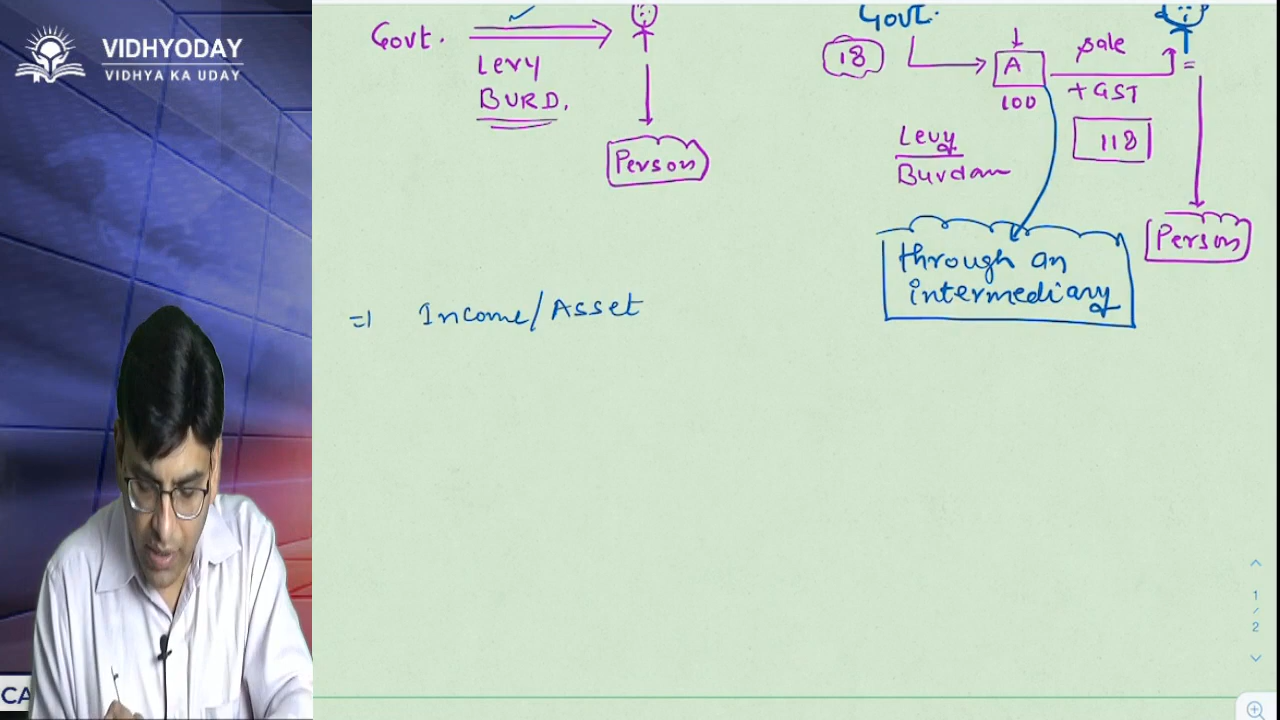 VIDHYODAY
VIDHYA KA UDAY
Govt.
Levy
BURD.
Person
Govt.
18
A
100
sale
+ GST
118
Levy
Burdan
Person
through an
intermediary
=) Income/Asset
1
/
2
CA